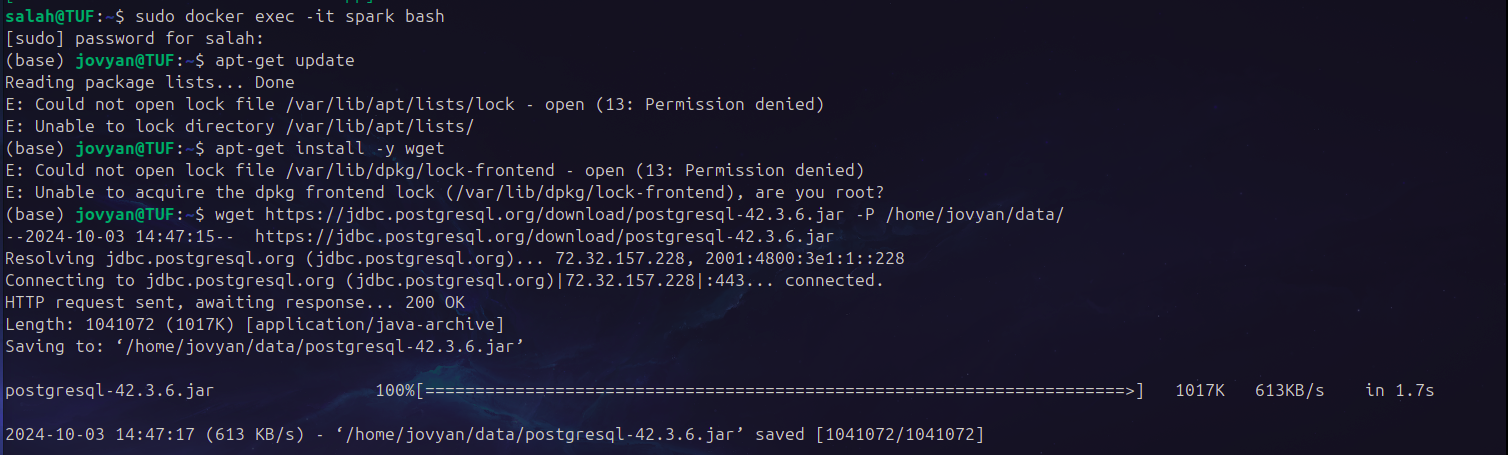 salah@TUF:~$ sudo docker exec -it spark bash
[sudo] password for salah:
(base) jovyan@TUF:~$ apt-get update
Reading package lists... Done
E: Could not open lock file /var/lib/apt/lists/lock - open (13: Permission denied)
E: Unable to lock directory /var/lib/apt/lists/
(base) jovyan@TUF:~$ apt-get install -y wget
E: Could not open lock file /var/lib/dpkg/lock-frontend - open (13: Permission denied)
E: Unable to acquire the dpkg frontend lock (/var/lib/dpkg/lock-frontend), are you root?
(base) jovyan@TUF:~$ wget https://jdbc.postgresql.org/download/postgresql-42.3.6.jar -P /home/jovyan/data/
--2024-10-03 14:47:15--  https://jdbc.postgresql.org/download/postgresql-42.3.6.jar
Resolving jdbc.postgresql.org (jdbc.postgresql.org)... 72.32.157.228, 2001:4800:3e1:1::228
Connecting to jdbc.postgresql.org (jdbc.postgresql.org)|72.32.157.228|:443... connected.
HTTP request sent, awaiting response... 200 OK
Length: 1041072 (1017K) [application/java-archive]
Saving to: ‘/home/jovyan/data/postgresql-42.3.6.jar’
postgresql-42.3.6.jar 100%[======================================================================>] 1017K 613KB/s in 1.7s
2024-10-03 14:47:17 (613 KB/s) - ‘/home/jovyan/data/postgresql-42.3.6.jar’ saved [1041072/1041072]